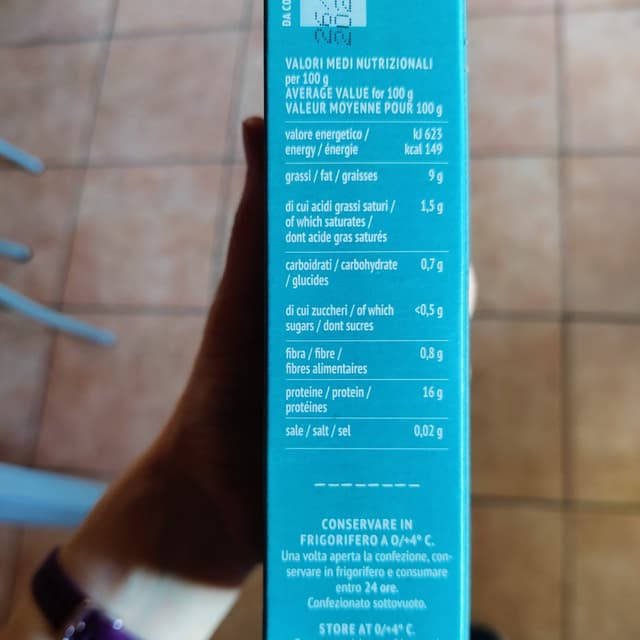 DA CO
26/
202
VALORI MEDI NUTRIZIONALI
per 100 g
AVERAGE VALUE for 100 g
VALEUR MOYENNE POUR 100 g
valore energetico / kJ 623
energy / énergie kcal 149
grassi / fat / graisses 9 g
di cui acidi grassi saturi / 1,5 g
of which saturates /
dont acide gras saturés
carboidrati / carbohydrate 0,7 g
/ glucides
di cui zuccheri / of which <0,5 g
sugars / dont sucres
fibra / fibre / 0,8 g
fibres alimentaires
proteine / protein / 16 g
protéines
sale / salt / sel 0,02 g
CONSERVARE IN
FRIGORIFERO A 0/+4° C.
Una volta aperta la confezione, con-
servare in frigorifero e consumare
entro 24 ore.
Confezionato sottovuoto.
STORE AT 0/+4° C.